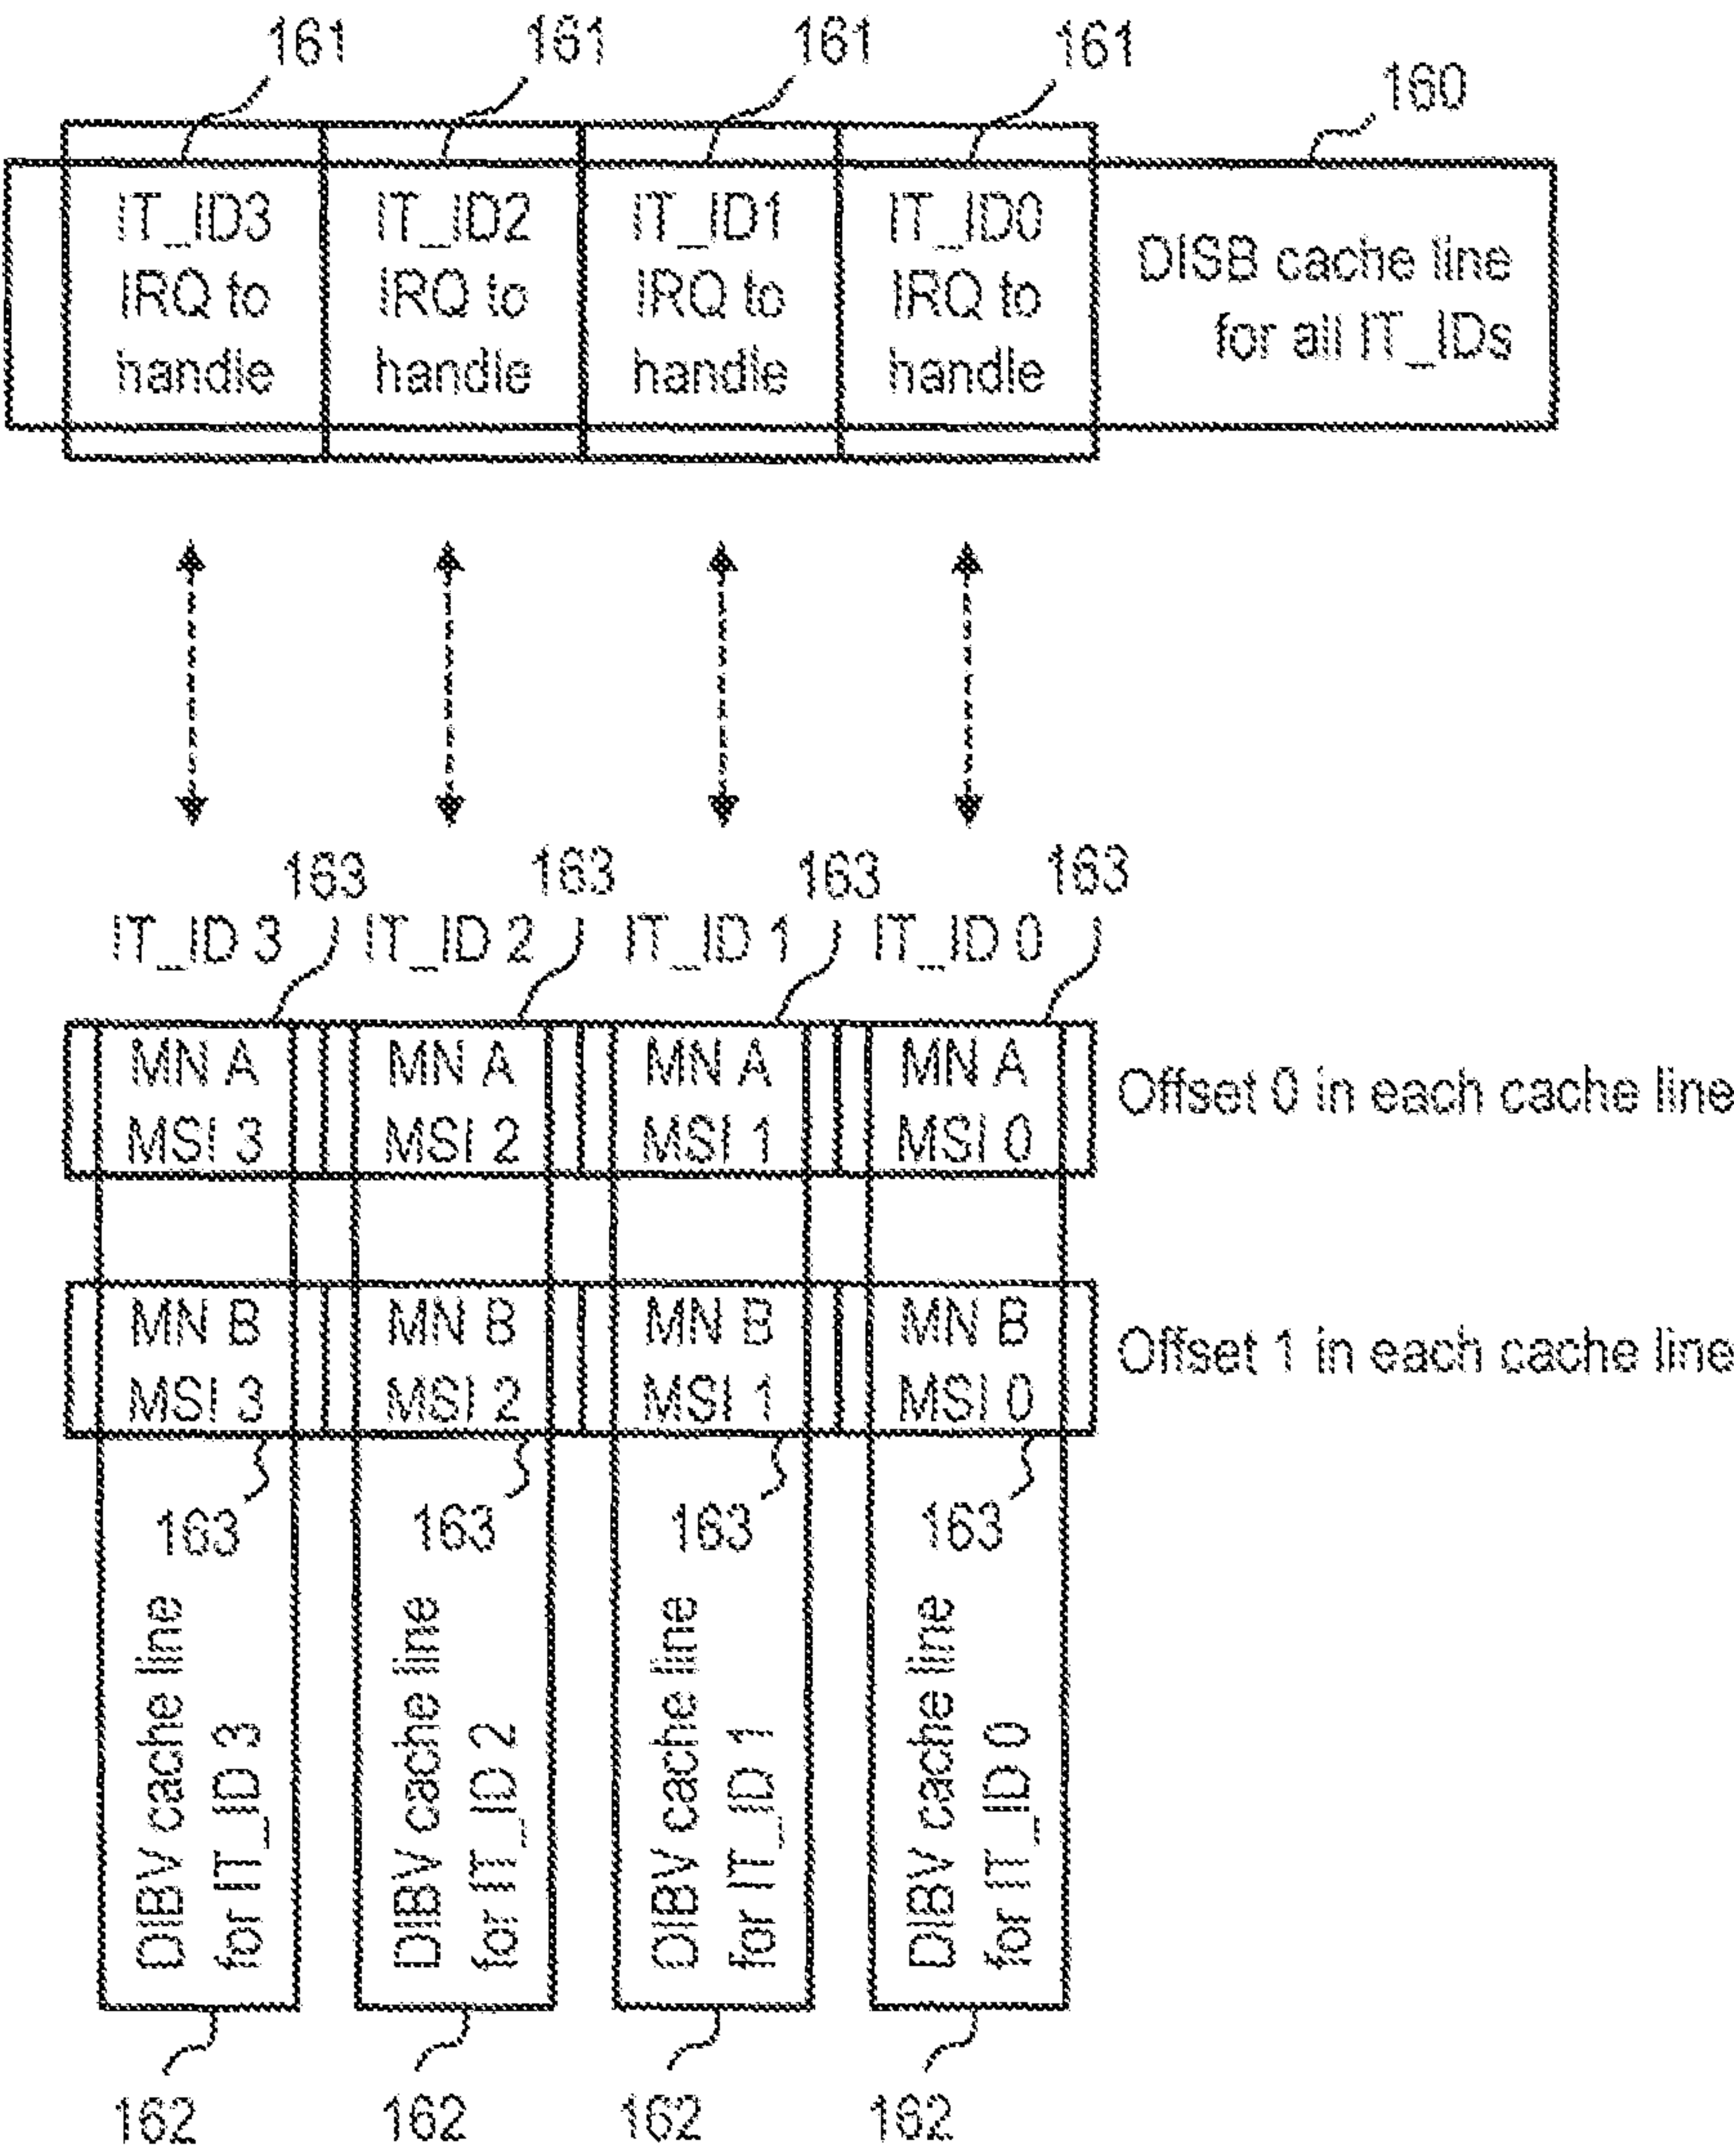 161 161 161 161 160
IT_ID3 IT_ID2 IT_ID1 IT_ID0
IRQ to IRQ to IRQ to IRQ to
handle handle handle handle
DISB cache line
for all IT_IDs
163 163 163 163
IT_ID 3 IT_ID 2 IT_ID 1 IT_ID 0
MN A MN A MN A MN A
MSI 3 MSI 2 MSI 1 MSI 0
Offset 0 in each cache line
MN B MN B MN B MN B
MSI 3 MSI 2 MSI 1 MSI 0
Offset 1 in each cache line
163 163 163 163
DIBV cache line
for IT_ID 3
DIBV cache line
for IT_ID 2
DIBV cache line
for IT_ID 1
DIBV cache line
for IT_ID 0
162 162 162 162